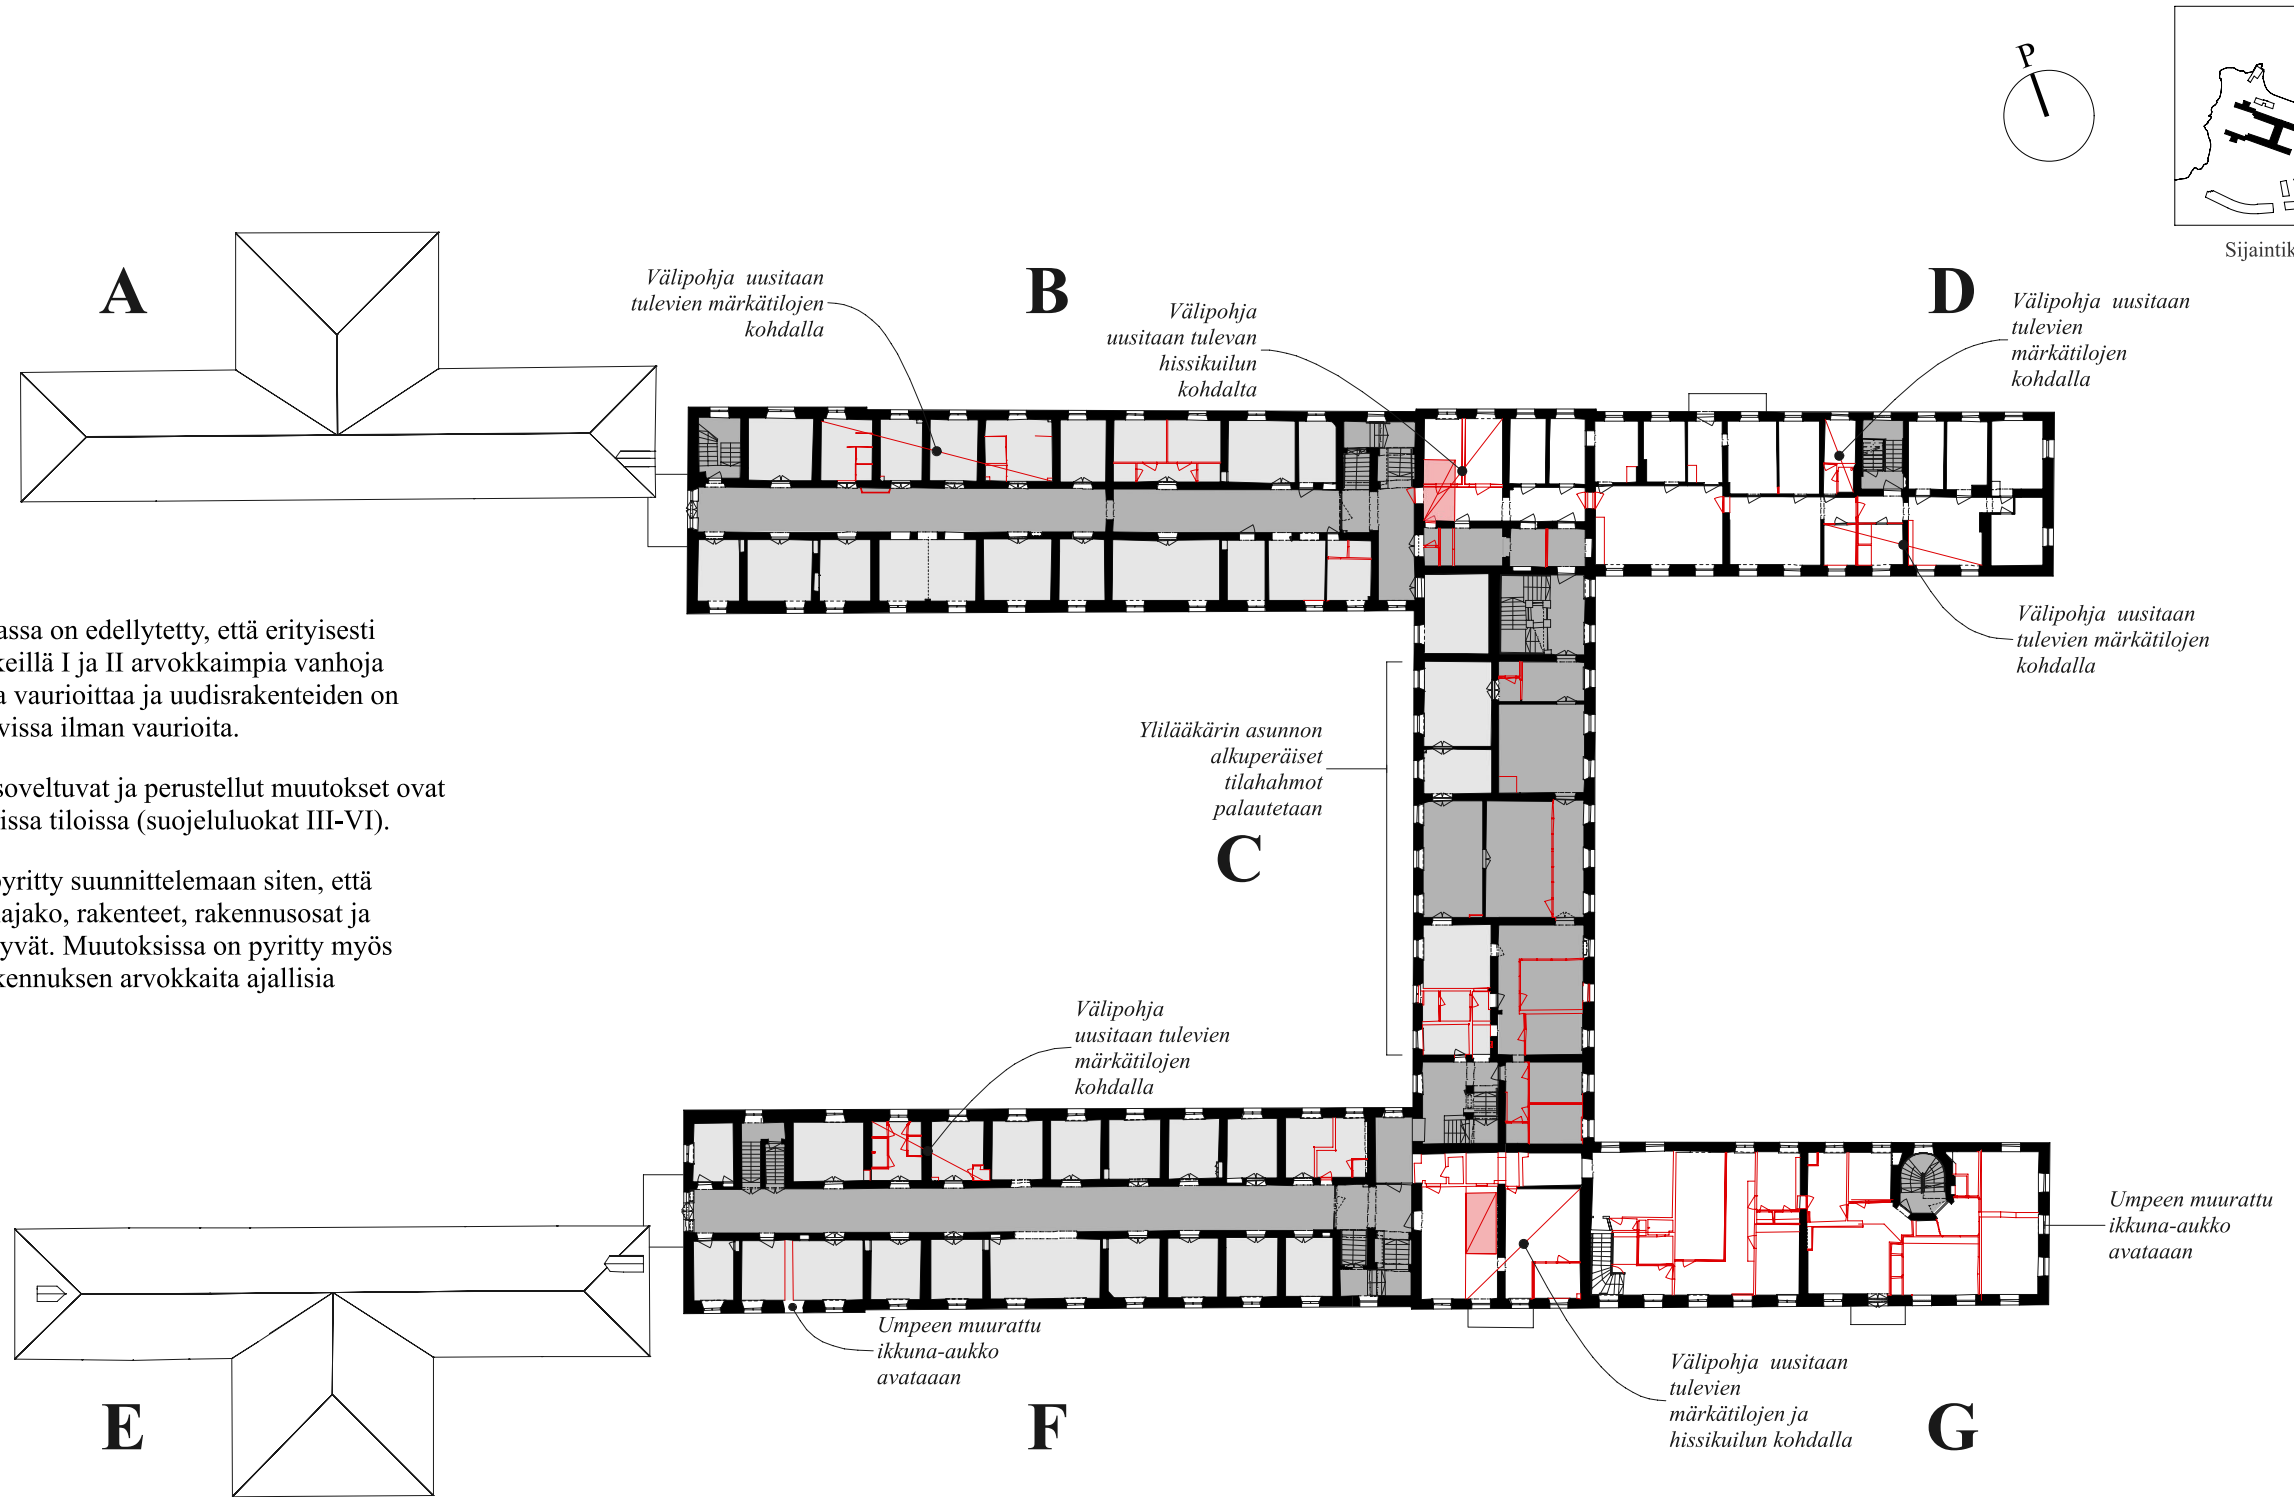 P
Sijaintik
A
B
D
Välipohja uusitaan
tulevien märkätilojen
kohdalla
Välipohja
uusitaan tulevan
hissikuilun
kohdalta
Välipohja uusitaan
tulevien
märkätilojen
kohdalla
Välipohja uusitaan
tulevien märkätilojen
kohdalla
assa on edellytetty, että erityisesti
keillä I ja II arvokkaimpia vanhoja
a vaurioittaa ja uudisrakenteiden on
vissa ilman vaurioita.
soveltuvat ja perustellut muutokset ovat
issa tiloissa (suojeluluokat III-VI).
pyritty suunnittelemaan siten, että
ajako, rakenteet, rakennusosat ja
yvät. Muutoksissa on pyritty myös
kennuksen arvokkaita ajallisia
Ylilääkärin asunnon
alkuperäiset
tilahahmot
palautetaan
C
Välipohja
uusitaan tulevien
märkätilojen
kohdalla
Umpeen muurattu
ikkuna-aukko
avataaan
Umpeen muurattu
ikkuna-aukko
avataaan
Välipohja uusitaan
tulevien
märkätilojen ja
hissikuilun kohdalla
E
F
G